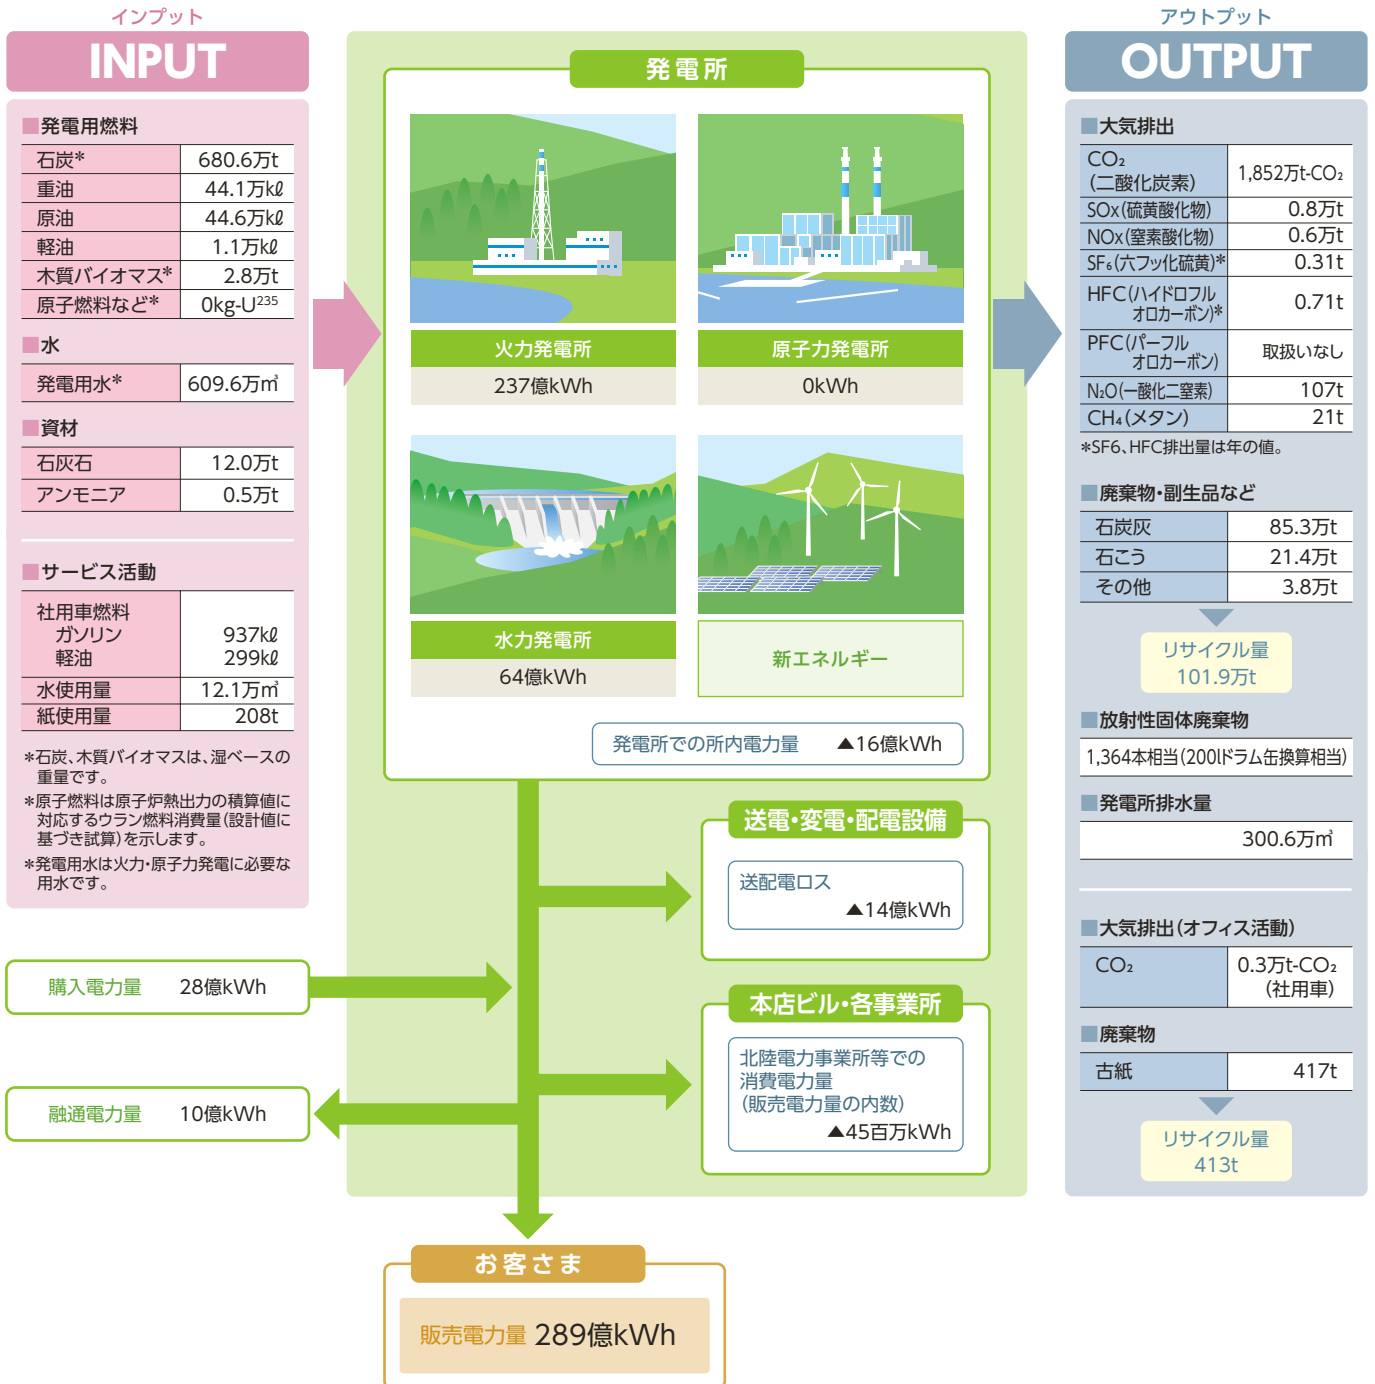 インプット
INPUT
■発電用燃料
石炭* 680.6万t
重油 44.1万kℓ
原油 44.6万kℓ
軽油 1.1万kℓ
木質バイオマス* 2.8万t
原子燃料など* 0kg-U²³⁵
■水
発電用水* 609.6万㎥
■資材
石灰石 12.0万t
アンモニア 0.5万t
■サービス活動
社用車燃料
ガソリン 937kℓ
軽油 299kℓ
水使用量 12.1万㎥
紙使用量 208t
*石炭、木質バイオマスは、湿ベースの
重量です。
*原子燃料は原子炉熱出力の積算値に
対応するウラン燃料消費量(設計値に
基づき試算)を示します。
*発電用水は火力・原子力発電に必要な
用水です。
購入電力量 28億kWh
融通電力量 10億kWh
発電所
火力発電所
237億kWh
原子力発電所
0kWh
水力発電所
64億kWh
新エネルギー
発電所での所内電力量 ▲16億kWh
送電・変電・配電設備
送配電ロス
▲14億kWh
本店ビル・各事業所
北陸電力事業所等での
消費電力量
(販売電力量の内数)
▲45百万kWh
お客さま
販売電力量 289億kWh
アウトプット
OUTPUT
■大気排出
CO₂
(二酸化炭素) 1,852万t-CO₂
SOx(硫黄酸化物) 0.8万t
NOx(窒素酸化物) 0.6万t
SF₆(六フッ化硫黄)* 0.31t
HFC(ハイドロフル
オロカーボン)* 0.71t
PFC(パーフル
オロカーボン) 取扱いなし
N₂O(一酸化二窒素) 107t
CH₄(メタン) 21t
*SF6、HFC排出量は年の値。
■廃棄物・副生品など
石炭灰 85.3万t
石こう 21.4万t
その他 3.8万t
リサイクル量
101.9万t
■放射性固体廃棄物
1,364本相当(200lドラム缶換算相当)
■発電所排水量
300.6万㎥
■大気排出(オフィス活動)
CO₂ 0.3万t-CO₂
(社用車)
■廃棄物
古紙 417t
リサイクル量
413t